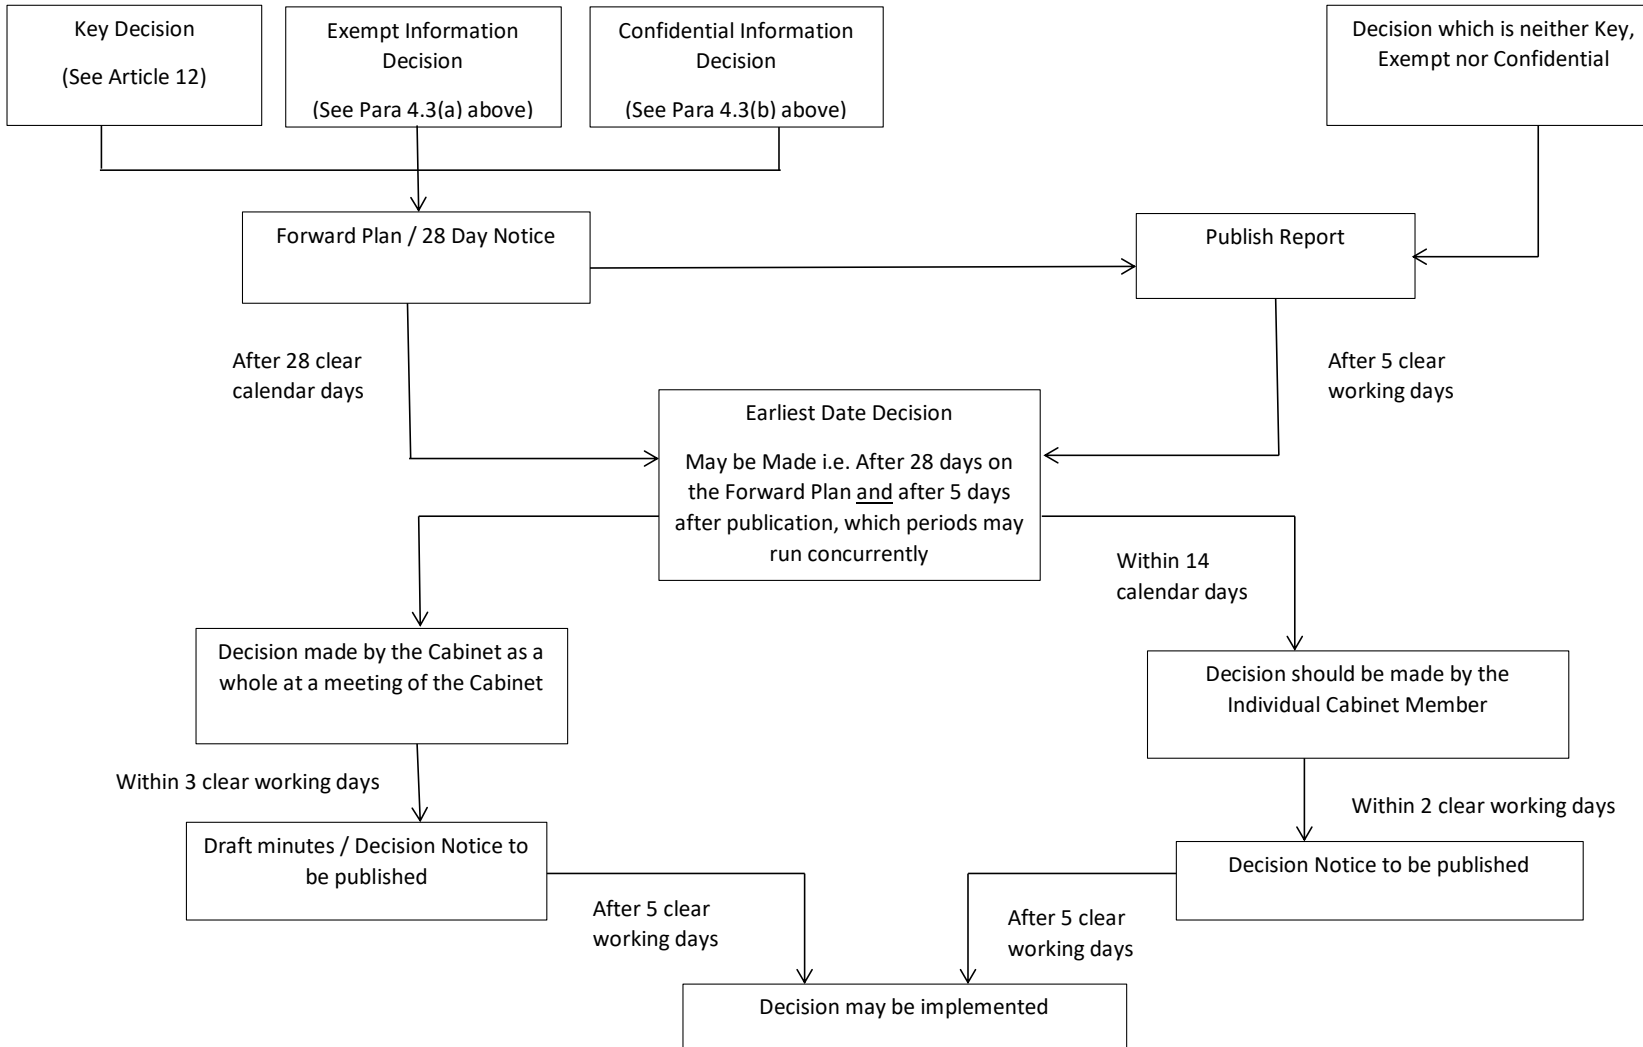 Key Decision
(See Article 12)
Exempt Information
Decision
(See Para 4.3(a) above)
Confidential Information
Decision
(See Para 4.3(b) above)
Decision which is neither Key,
Exempt nor Confidential
Forward Plan / 28 Day Notice
Publish Report
After 28 clear
calendar days
After 5 clear
working days
Earliest Date Decision
May be Made i.e. After 28 days on
the Forward Plan and after 5 days
after publication, which periods may
run concurrently
Within 14
calendar days
Decision made by the Cabinet as a
whole at a meeting of the Cabinet
Decision should be made by the
Individual Cabinet Member
Within 3 clear working days
Within 2 clear working days
Draft minutes / Decision Notice to
be published
Decision Notice to be published
After 5 clear
working days
After 5 clear
working days
Decision may be implemented